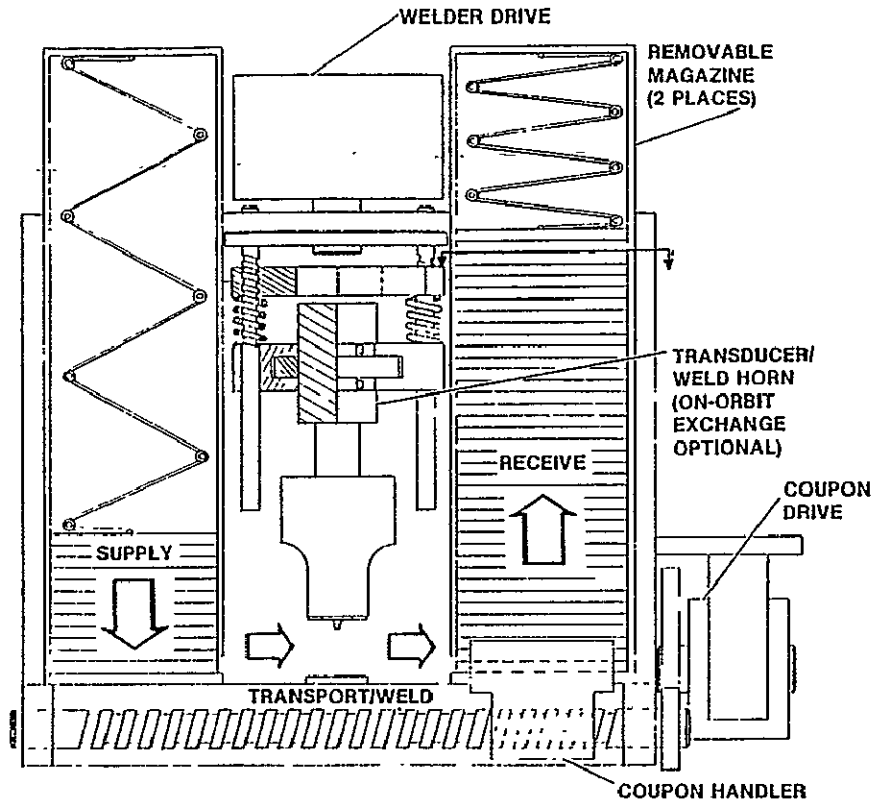 WELDER DRIVE
REMOVABLE
MAGAZINE
(2 PLACES)
TRANSDUCER/
WELD HORN
(ON-ORBIT
EXCHANGE
OPTIONAL)
RECEIVE
COUPON
DRIVE
SUPPLY
TRANSPORT/WELD
COUPON HANDLER